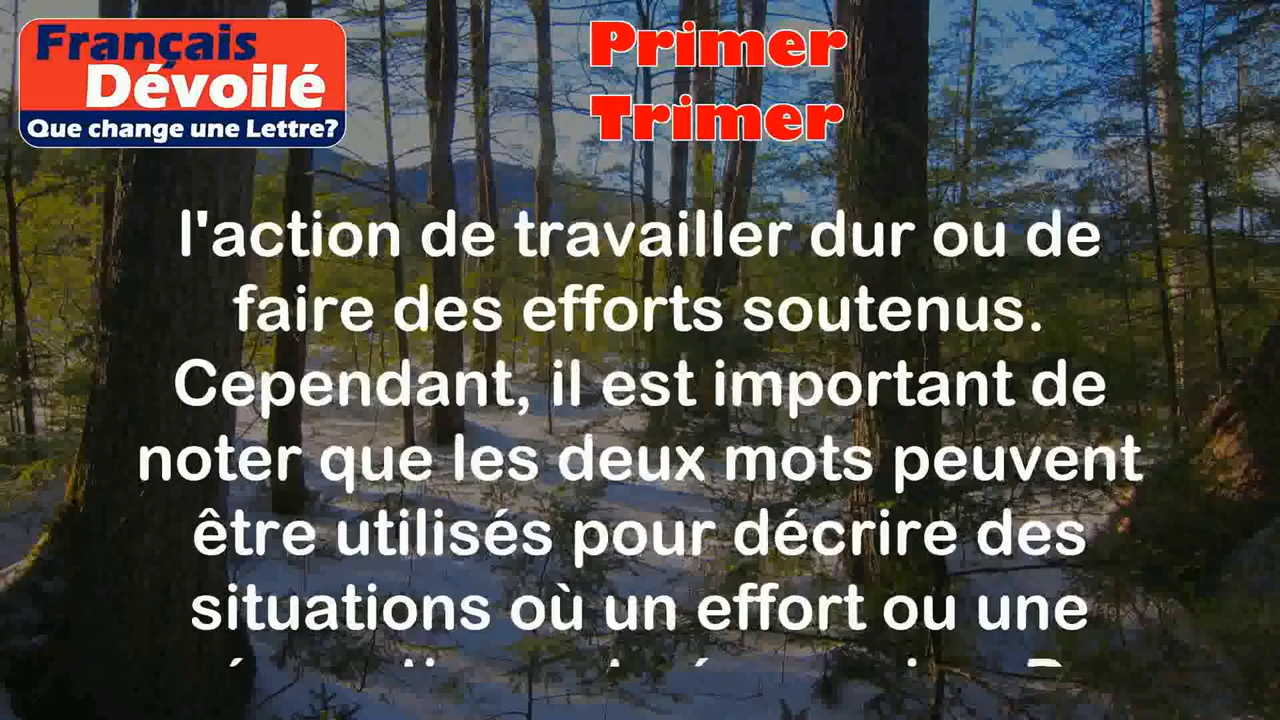 Français
Dévoilé
Que change une Lettre?
Primer
Trimer
l'action de travailler dur ou de
faire des efforts soutenus.
Cependant, il est important de
noter que les deux mots peuvent
être utilisés pour décrire des
situations où un effort ou une